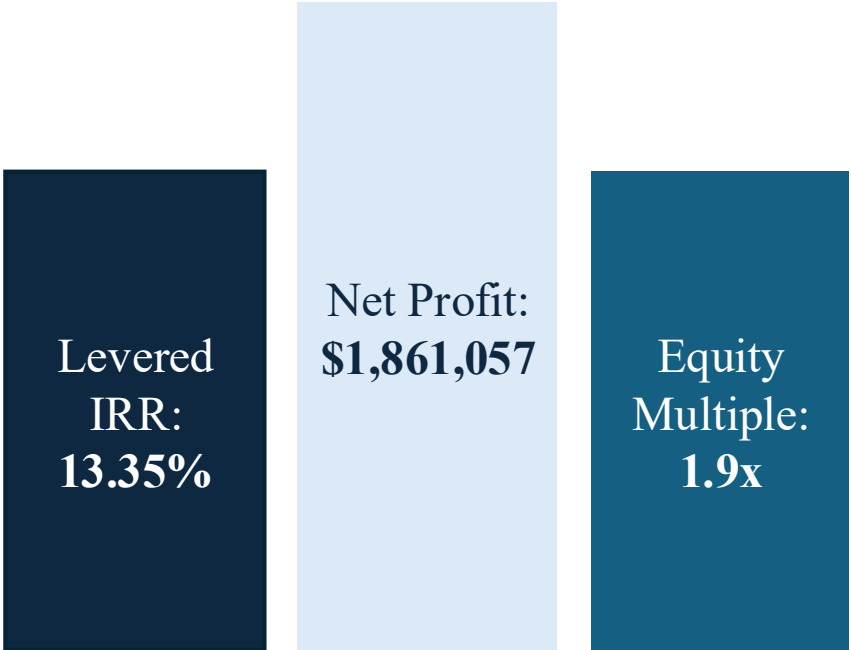 Levered
IRR:
13.35%
Net Profit:
$1,861,057
Equity
Multiple:
1.9x